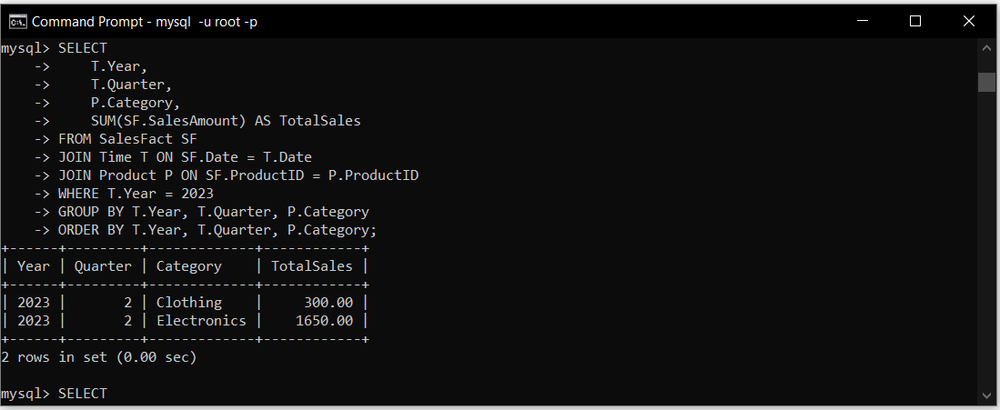 Command Prompt - mysql  -u root -p
mysql> SELECT
    ->     T.Year,
    ->     T.Quarter,
    ->     P.Category,
    ->     SUM(SF.SalesAmount) AS TotalSales
    -> FROM SalesFact SF
    -> JOIN Time T ON SF.Date = T.Date
    -> JOIN Product P ON SF.ProductID = P.ProductID
    -> WHERE T.Year = 2023
    -> GROUP BY T.Year, T.Quarter, P.Category
    -> ORDER BY T.Year, T.Quarter, P.Category;
+------+---------+-------------+------------+
| Year | Quarter | Category    | TotalSales |
+------+---------+-------------+------------+
| 2023 |       2 | Clothing    |     300.00 |
| 2023 |       2 | Electronics |    1650.00 |
+------+---------+-------------+------------+
2 rows in set (0.00 sec)
mysql> SELECT